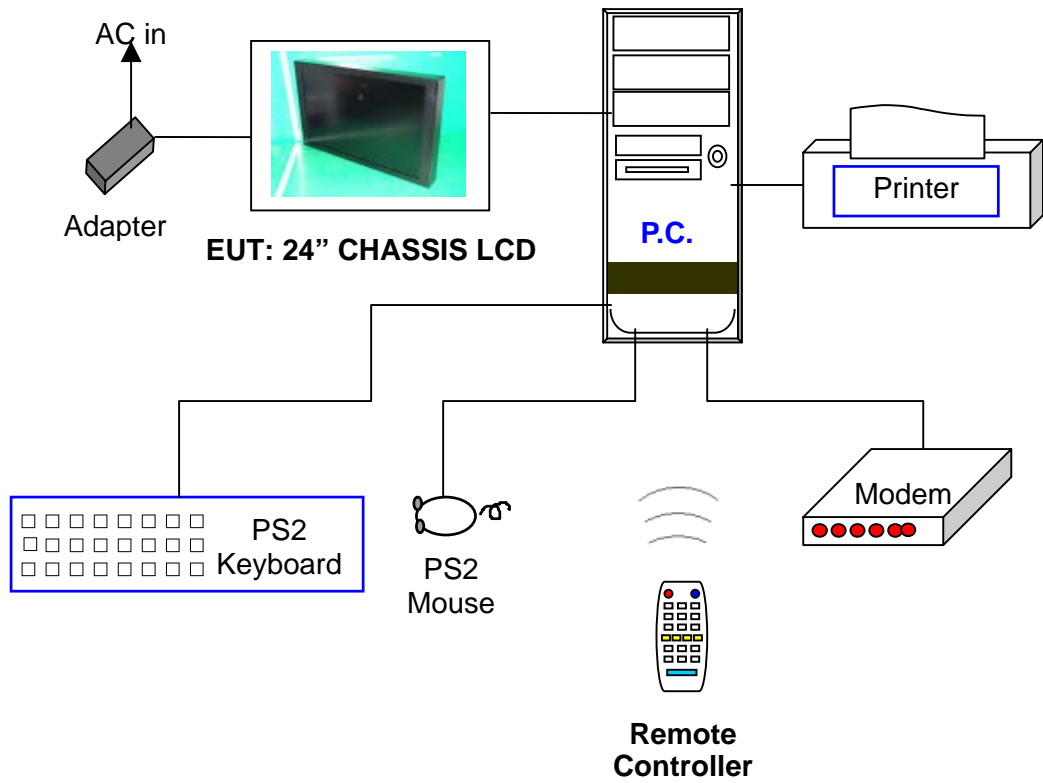 AC in
Adapter
EUT: 24” CHASSIS LCD
P.C.
Printer
PS2
Keyboard
PS2
Mouse
Modem
Remote
Controller